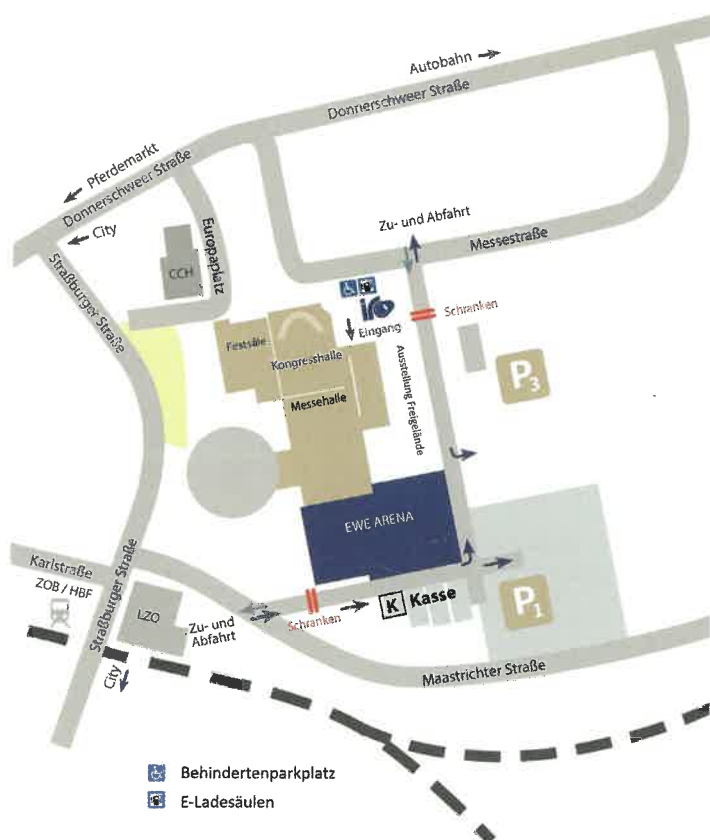 Autobahn
Donnerschweer Straße
Pferdemarkt
Donnerschweer Straße
City
Zu- und Abfahrt
Messestraße
Europaplatz
CCH
Straßburger Straße
iro
Schranken
Eingang
Festsäle
Kongresshalle
Ausstellung Freigelände
P3
Messehalle
EWE ARENA
Karlstraße
ZOB / HBF
Straßburger Straße
LZO
Zu- und
Abfahrt
Schranken
K Kasse
P1
Maastrichter Straße
City
Behindertenparkplatz
E-Ladesäulen